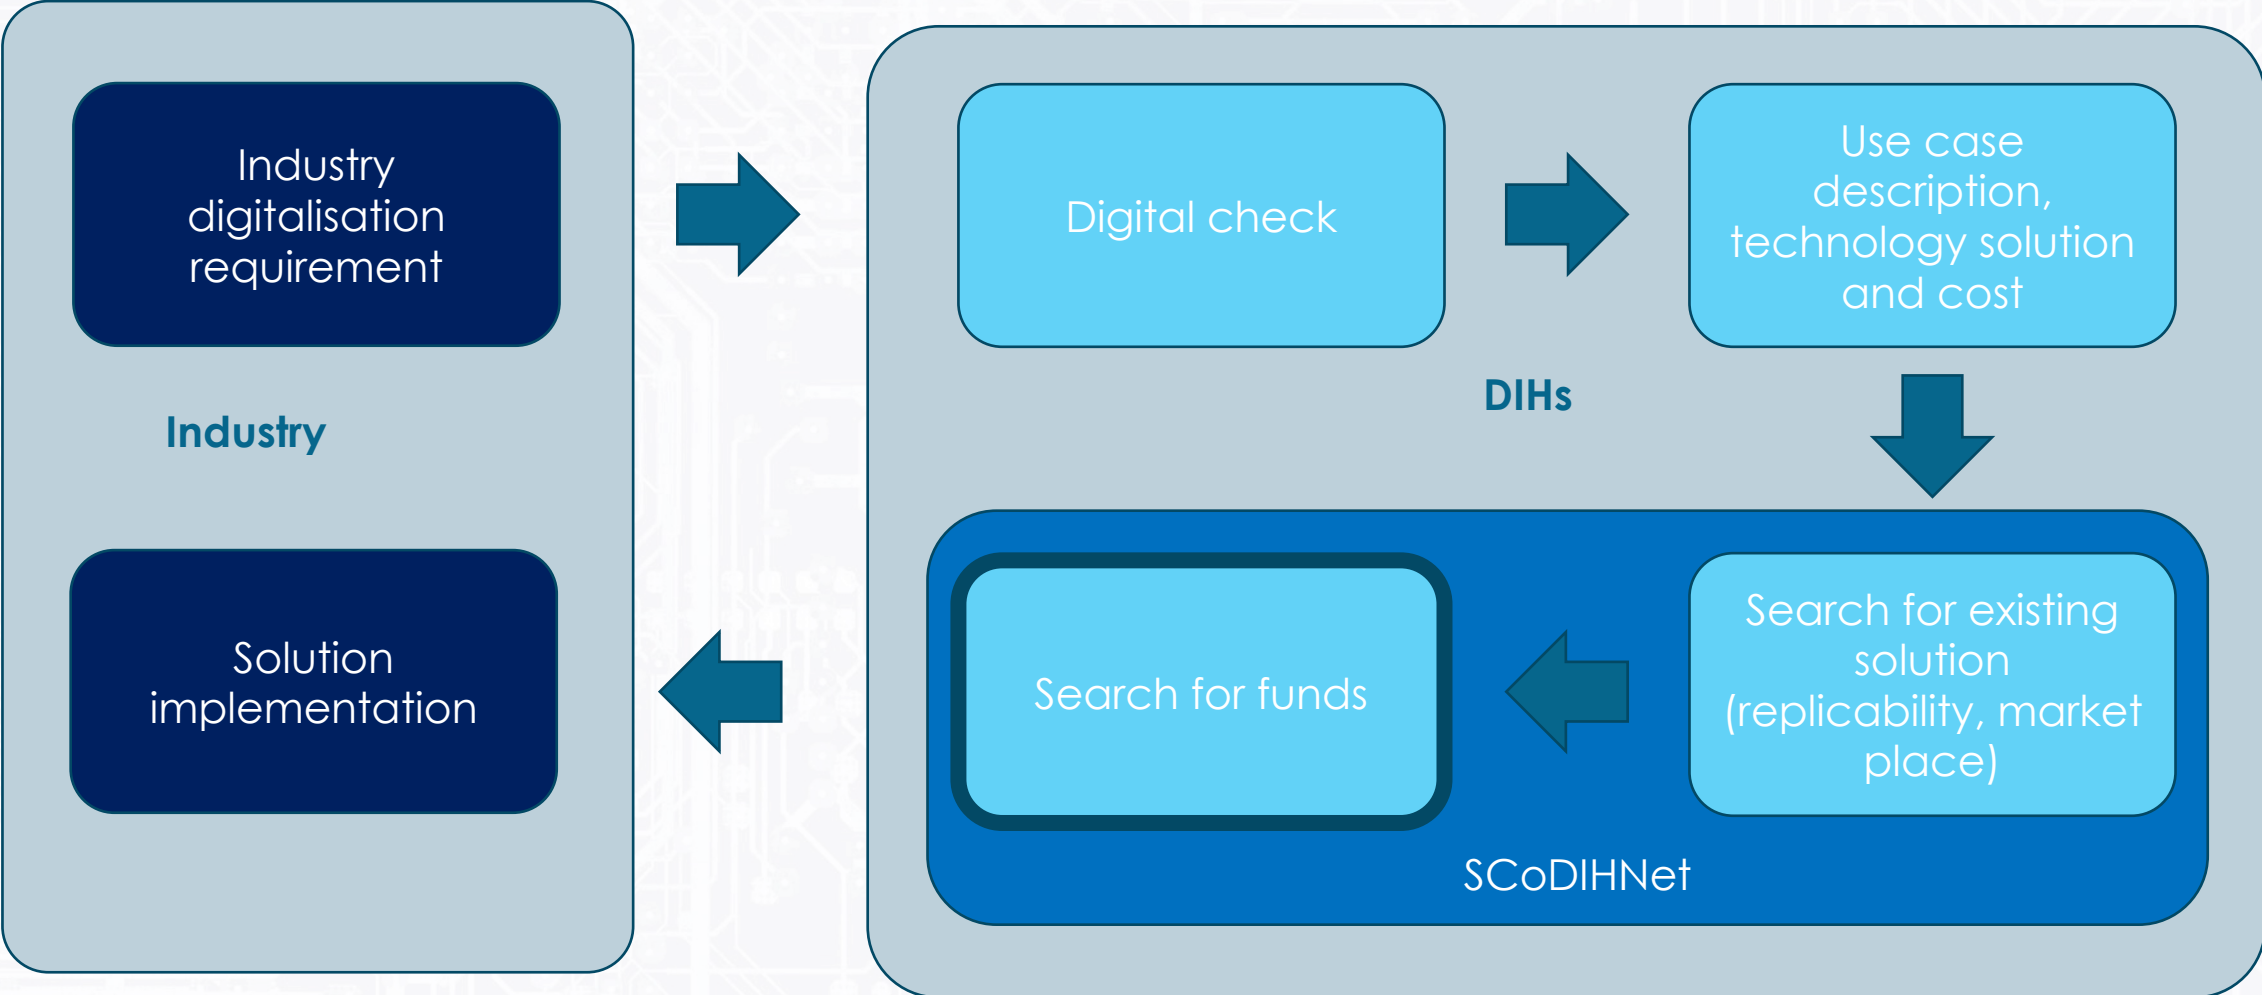 Industry
digitalisation
requirement
Digital check
Use case
description,
technology solution
and cost
Industry
DIHs
Solution
implementation
Search for funds
Search for existing
solution
(replicability, market
place)
SCoDIHNet